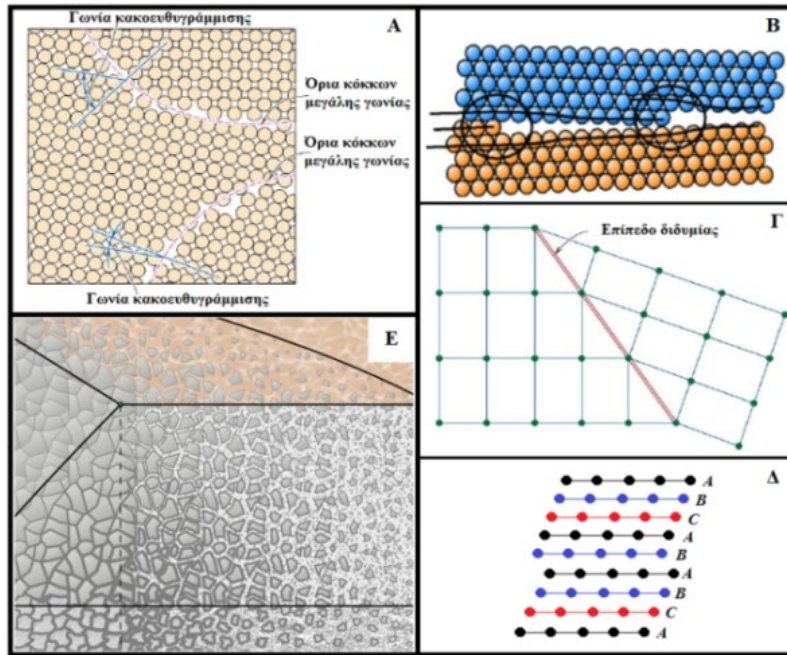 Γωνία κακοευθυγράμμισης
Α
Όρια κόκκων
μεγάλης γωνίας
Όρια κόκκων
μεγάλης γωνίας
Γωνία κακοευθυγράμμισης
Β
Επίπεδο διδυμίας
Γ
Ε
Δ
A
B
C
A
B
A
B
C
A